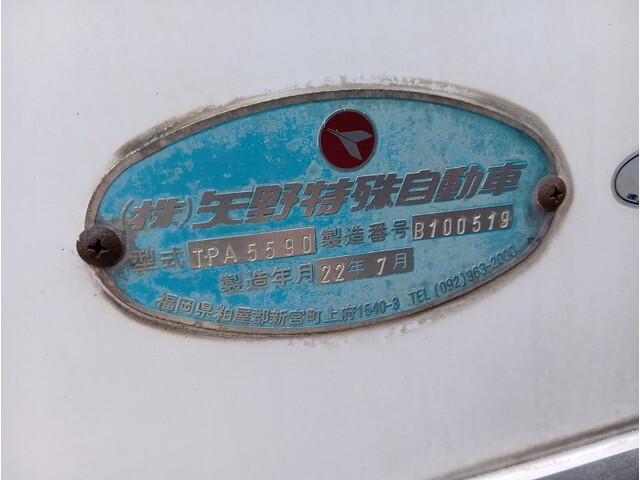 (株)矢野特殊自動車
型式 TPA5590 製造番号 B100519
製造年月 22年 7月
福岡県粕屋郡新宮町上府1540-3 TEL (092)963-2000